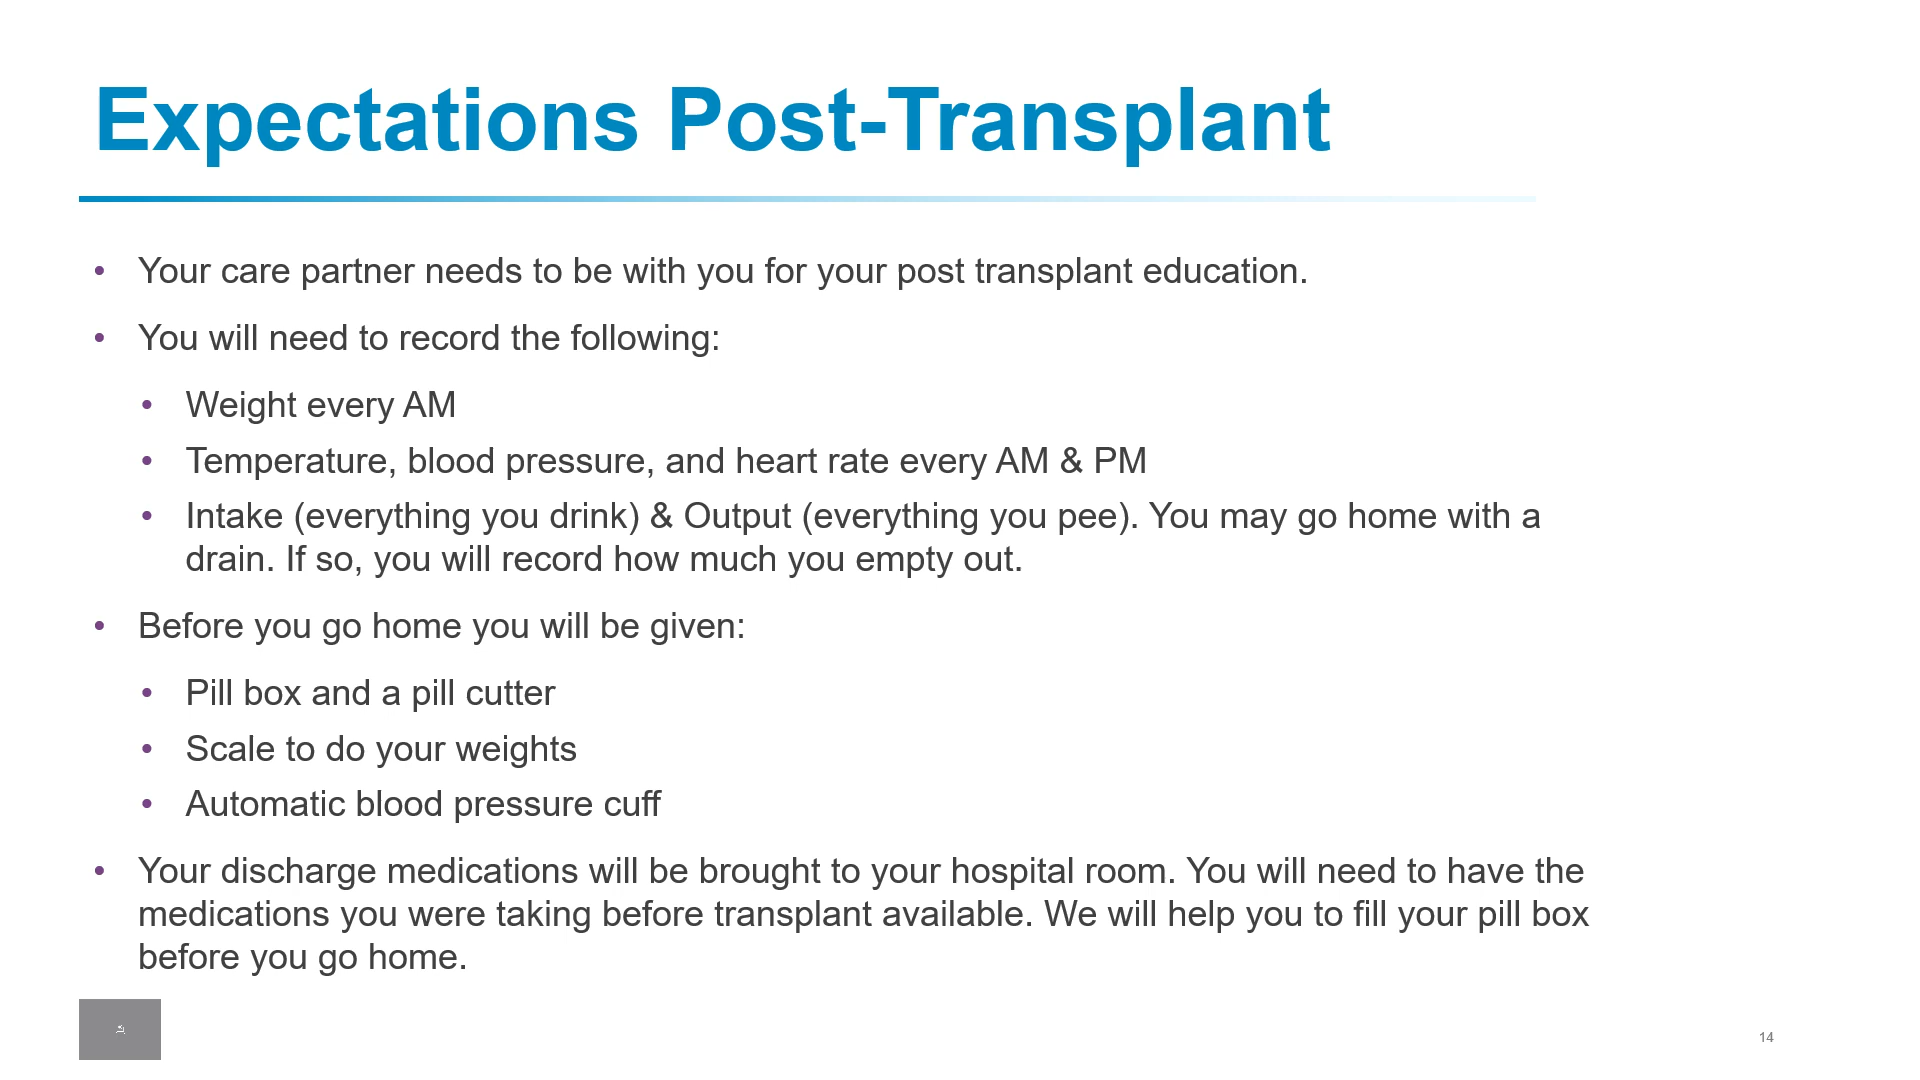 Expectations Post-Transplant
• Your care partner needs to be with you for your post transplant education.
• You will need to record the following:
• Weight every AM
• Temperature, blood pressure, and heart rate every AM & PM
• Intake (everything you drink) & Output (everything you pee). You may go home with a
drain. If so, you will record how much you empty out.
• Before you go home you will be given:
• Pill box and a pill cutter
• Scale to do your weights
• Automatic blood pressure cuff
• Your discharge medications will be brought to your hospital room. You will need to have the
medications you were taking before transplant available. We will help you to fill your pill box
before you go home.
14